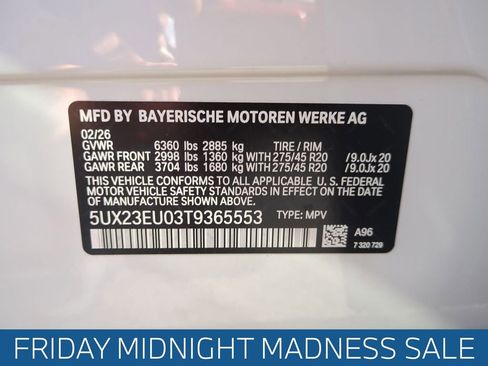 MFD BY BAYERISCHE MOTOREN WERKE AG
02/26
GVWR 6360 lbs 2885 kg TIRE / RIM
GAWR FRONT 2998 lbs 1360 kg WITH 275/45 R20 /9.0Jx 20
GAWR REAR 3704 lbs 1680 kg WITH 275/45 R20 /9.0Jx 20
THIS VEHICLE CONFORMS TO ALL APPLICABLE U. S. FEDERAL
MOTOR VEHICLE SAFETY STANDARDS IN EFFECT ON THE DATE
OF MANUFACTURE SHOWN ABOVE.
5UX23EU03T9365553 TYPE: MPV
A96
7 320 729
FRIDAY MIDNIGHT MADNESS SALE